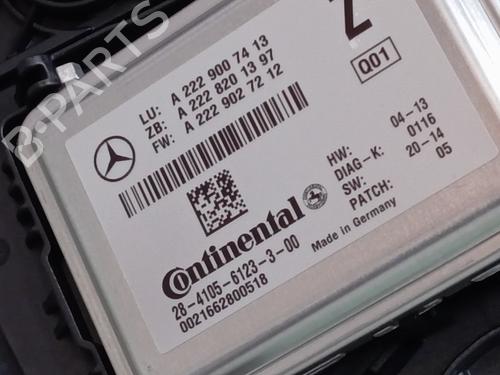 B-PARTS
LU: A 222 900 74 13
ZB: A 222 820 13 97
FW: A 222 902 72 12
Z
Q01
HW: 04-13
DIAG-K: 0116
SW: 20-14
PATCH: 05
Continental
Made in Germany
28-4105-6123-3-00
0021662800518